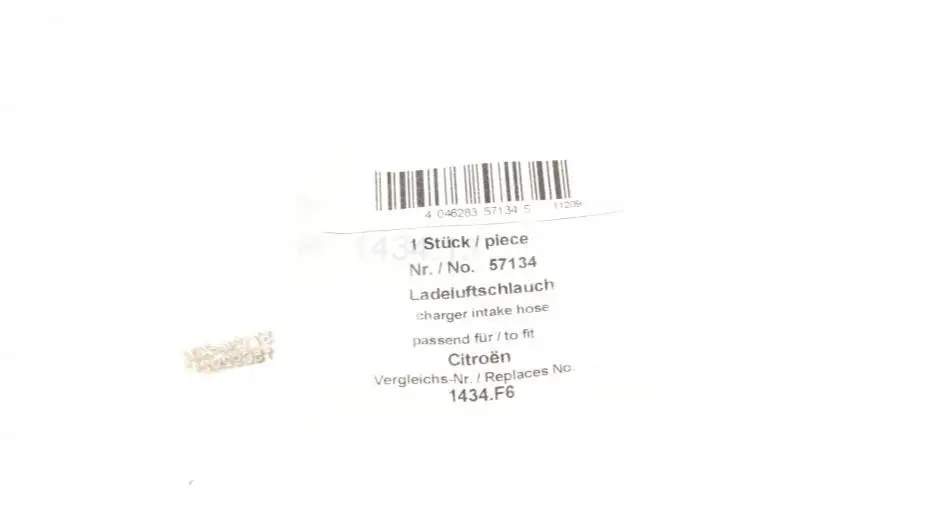 4 046283 57134 5 11209
1 Stück / piece
Nr. / No. 57134
Ladeluftschlauch
charger intake hose
passend für / to fit
Citroën
Vergleichs-Nr. / Replaces No.
1434.F6